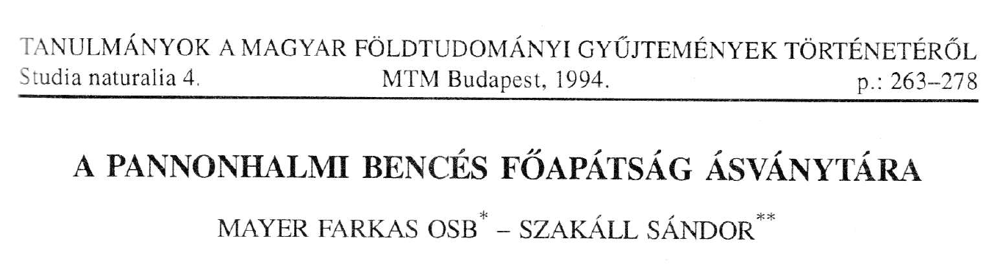 TANULMÁNYOK A MAGYAR FÖLDTUDOMÁNYI GYŰJTEMÉNYEK TÖRTÉNETÉRŐL
Studia naturalia 4. MTM Budapest, 1994. p.: 263–278
A PANNONHALMI BENCÉS FŐAPÁTSÁG ÁSVÁNYTÁRA
MAYER FARKAS OSB* – SZAKÁLL SÁNDOR**